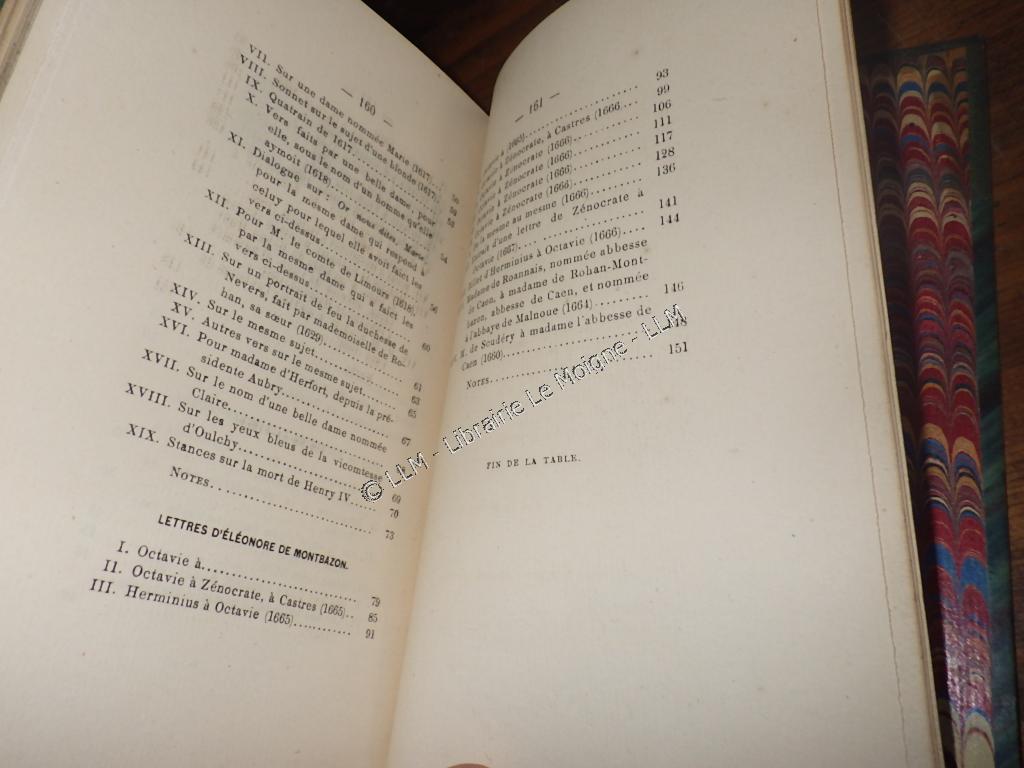 — 160 —
VII. Sur une dame nommée Marie (1617)
VIII. Sonnet sur le sujet d'une blonde (1617)
IX. Quatrain de 1617
X. Vers faits par une belle dame, pour
elle, sous le nom d'un homme qu'elle
aymoit (1618) 54
XI. Dialogue sur : Or nous dites, Marie,
pour la mesme dame qui respond à
celuy pour lequel elle avoit faict les
vers ci-dessus 56
XII. Pour M. le comte de Limours (1618),
par la mesme dame qui a faict les
vers ci-dessus 60
XIII. Sur un portrait de feu la duchesse de
Nevers, fait par mademoiselle de Ro-
han, sa sœur (1629) 61
XIV. Sur le mesme sujet 63
XV. Autres vers sur le mesme sujet 65
XVI. Pour madame d'Herfort, depuis la pré-
sidente Aubry 67
XVII. Sur le nom d'une belle dame nommée
Claire
XVIII. Sur les yeux bleus de la vicomtesse
d'Oulchy 69
XIX. Stances sur la mort de Henry IV 70
NOTES 73
LETTRES D'ÉLÉONORE DE MONTBAZON.
I. Octavie à 79
II. Octavie à Zénocrate, à Castres (1665) 85
III. Herminius à Octavie (1665) 91
— 161 —
à (1665) 93
à Zénocrate, à Castres (1666 99
à Zénocrate (1666) 106
à Zénocrate (1666) 111
à Zénocrate (1666) 117
à Zénocrate (1666) 128
la mesme au mesme (1666) 136
d'une lettre de Zénocrate à
Octavie (1667) 141
d'Herminius à Octavie (1666) 144
Madame de Roannais, nommée abbesse
de Caen, à madame de Rohan-Mont-
bazon, abbesse de Caen, et nommée
à l'abbaye de Malnoue (1664) 146
M. de Scudéry à madame l'abbesse de
Caen (1660) 148
NOTES 151
FIN DE LA TABLE.
© LLM - Librairie Le Moigne - LLM